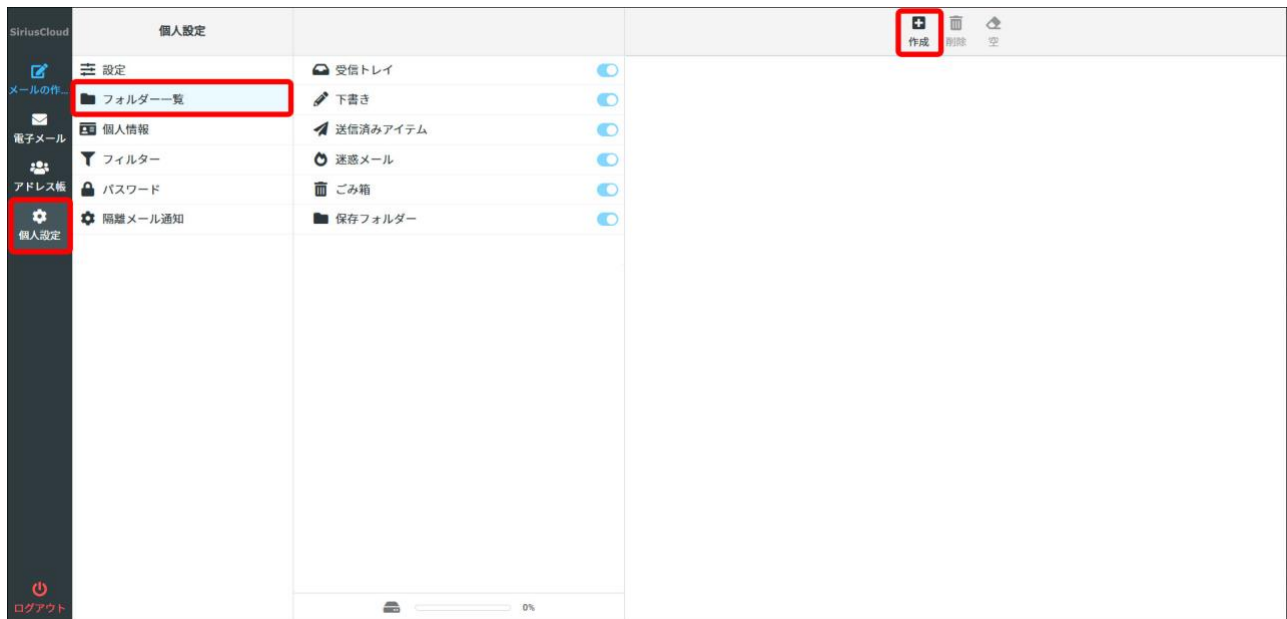 SiriusCloud
メールの作...
電子メール
アドレス帳
個人設定
ログアウト
個人設定
設定
フォルダー一覧
個人情報
フィルター
パスワード
隔離メール通知
受信トレイ
下書き
送信済みアイテム
迷惑メール
ごみ箱
保存フォルダー
0%
作成
削除
空